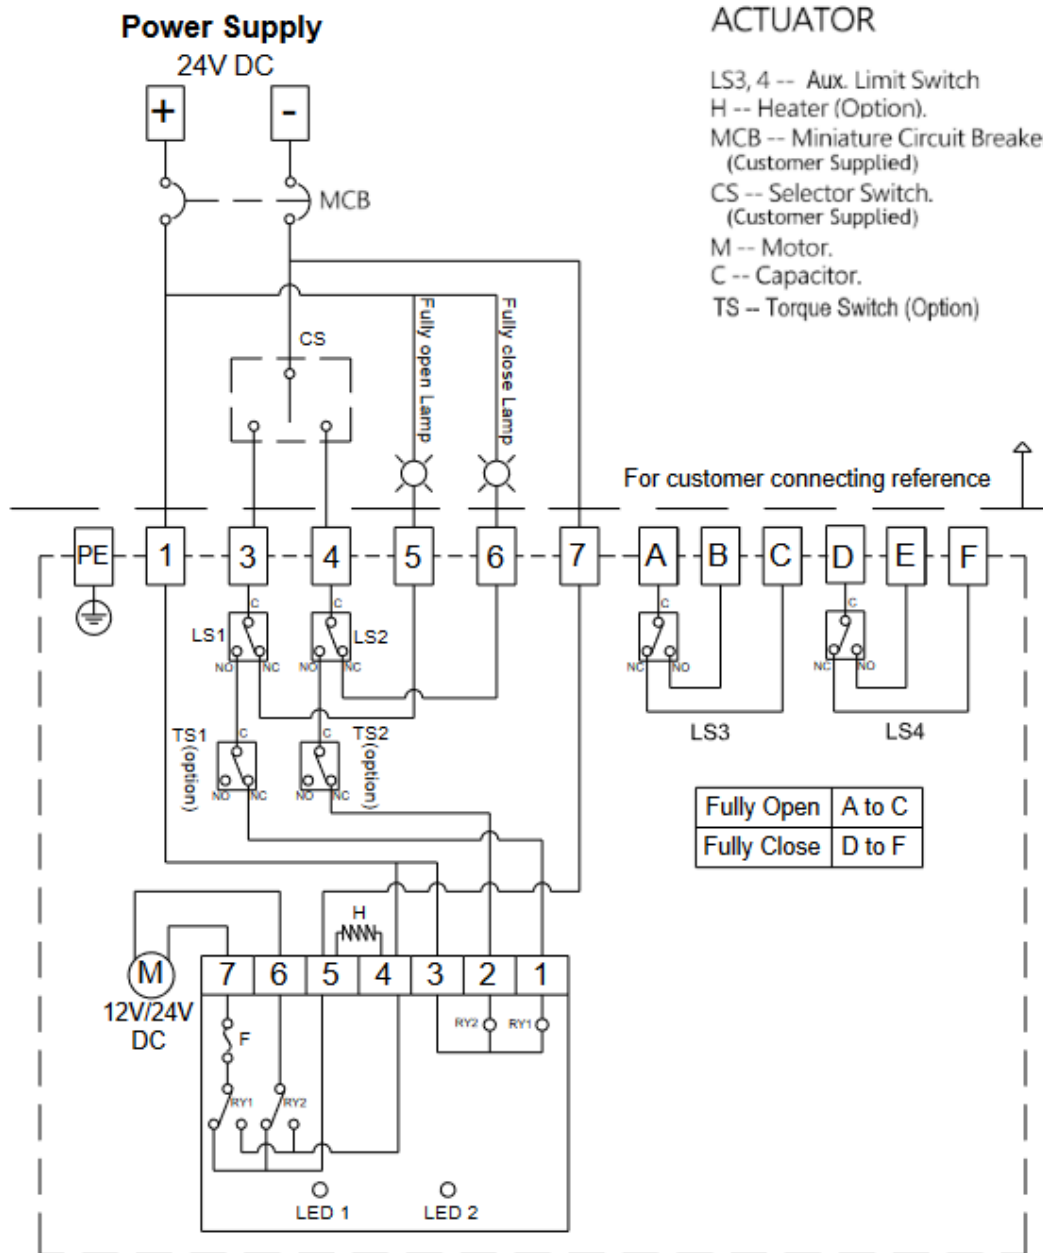 Power Supply
24V DC
+ -
MCB
ACTUATOR
LS3, 4 -- Aux. Limit Switch
H -- Heater (Option).
MCB -- Miniature Circuit Breake
(Customer Supplied)
CS -- Selector Switch.
(Customer Supplied)
M -- Motor.
C -- Capacitor.
TS -- Torque Switch (Option)
CS
Fully open Lamp
Fully close Lamp
For customer connecting reference
PE 1 3 4 5 6 7 A B C D E F
C C C C
LS1 LS2
NO NC NO NC NC NO NC NO
LS3 LS4
TS1 (option) C C TS2 (option)
NO NC NO NC
Fully Open A to C
Fully Close D to F
H
M
12V/24V
DC
7 6 5 4 3 2 1
RY2 RY1
F
RY1 RY2
LED 1 LED 2